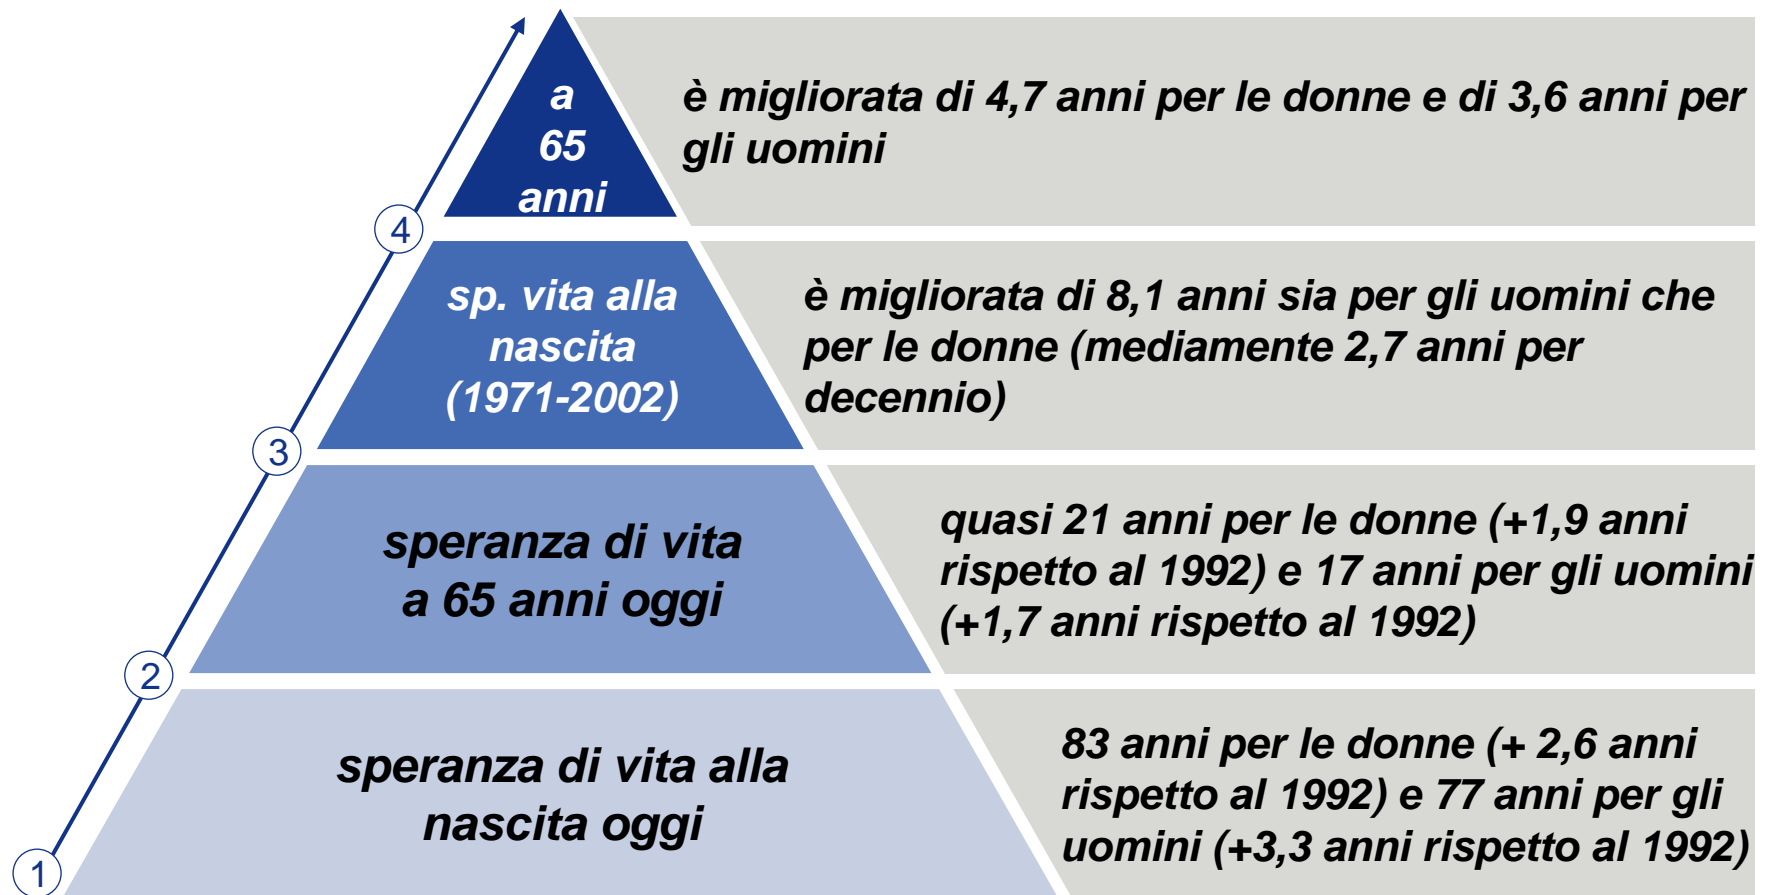 a
65
anni
è migliorata di 4,7 anni per le donne e di 3,6 anni per
gli uomini
4
sp. vita alla
nascita
(1971-2002)
è migliorata di 8,1 anni sia per gli uomini che
per le donne (mediamente 2,7 anni per
decennio)
3
speranza di vita
a 65 anni oggi
quasi 21 anni per le donne (+1,9 anni
rispetto al 1992) e 17 anni per gli uomini
(+1,7 anni rispetto al 1992)
2
speranza di vita alla
nascita oggi
83 anni per le donne (+ 2,6 anni
rispetto al 1992) e 77 anni per gli
uomini (+3,3 anni rispetto al 1992)
1